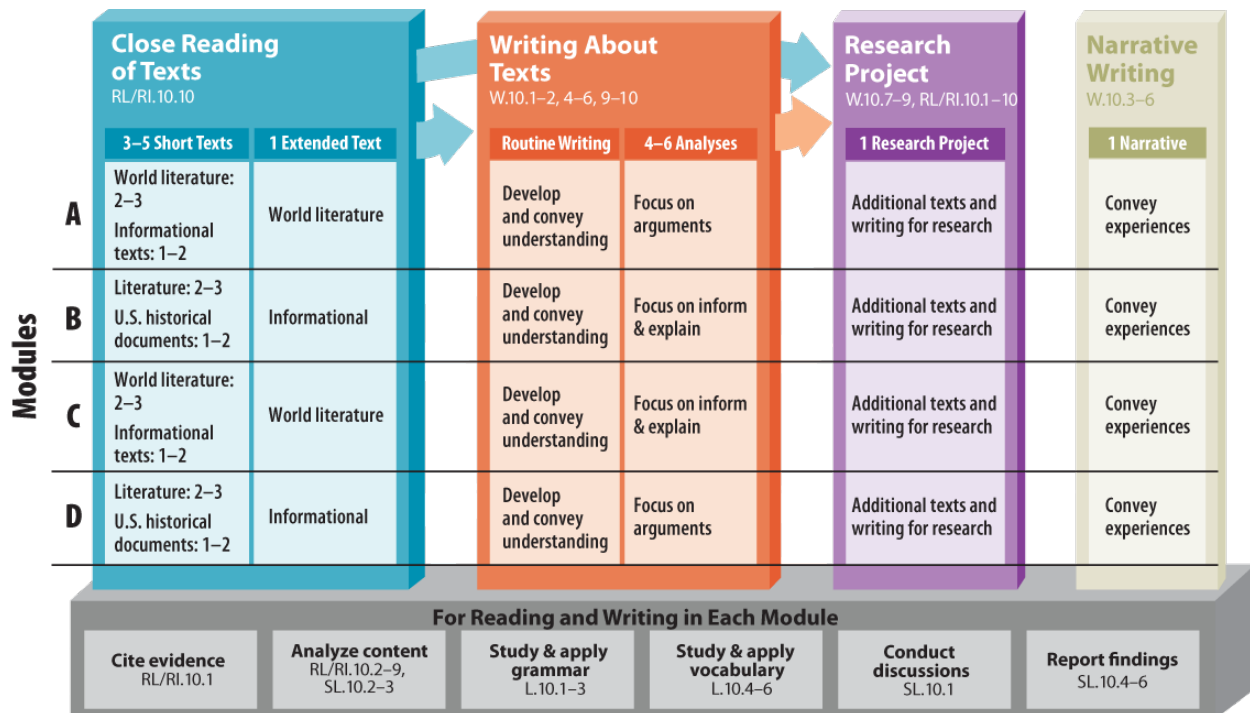 Close Reading
of Texts
RL/RI.10.10
Writing About
Texts
W.10.1–2, 4–6, 9–10
Research
Project
W.10.7–9, RL/RI.10.1–10
Narrative
Writing
W.10.3–6
3–5 Short Texts
1 Extended Text
Routine Writing
4–6 Analyses
1 Research Project
1 Narrative
Modules
A
World literature:
2–3
Informational
texts: 1–2
World literature
Develop
and convey
understanding
Focus on
arguments
Additional texts and
writing for research
Convey
experiences
B
Literature: 2–3
U.S. historical
documents: 1–2
Informational
Develop
and convey
understanding
Focus on inform
& explain
Additional texts and
writing for research
Convey
experiences
C
World literature:
2–3
Informational
texts: 1–2
World literature
Develop
and convey
understanding
Focus on inform
& explain
Additional texts and
writing for research
Convey
experiences
D
Literature: 2–3
U.S. historical
documents: 1–2
Informational
Develop
and convey
understanding
Focus on
arguments
Additional texts and
writing for research
Convey
experiences
For Reading and Writing in Each Module
Cite evidence
RL/RI.10.1
Analyze content
RL/RI.10.2–9,
SL.10.2–3
Study & apply
grammar
L.10.1–3
Study & apply
vocabulary
L.10.4–6
Conduct
discussions
SL.10.1
Report findings
SL.10.4–6